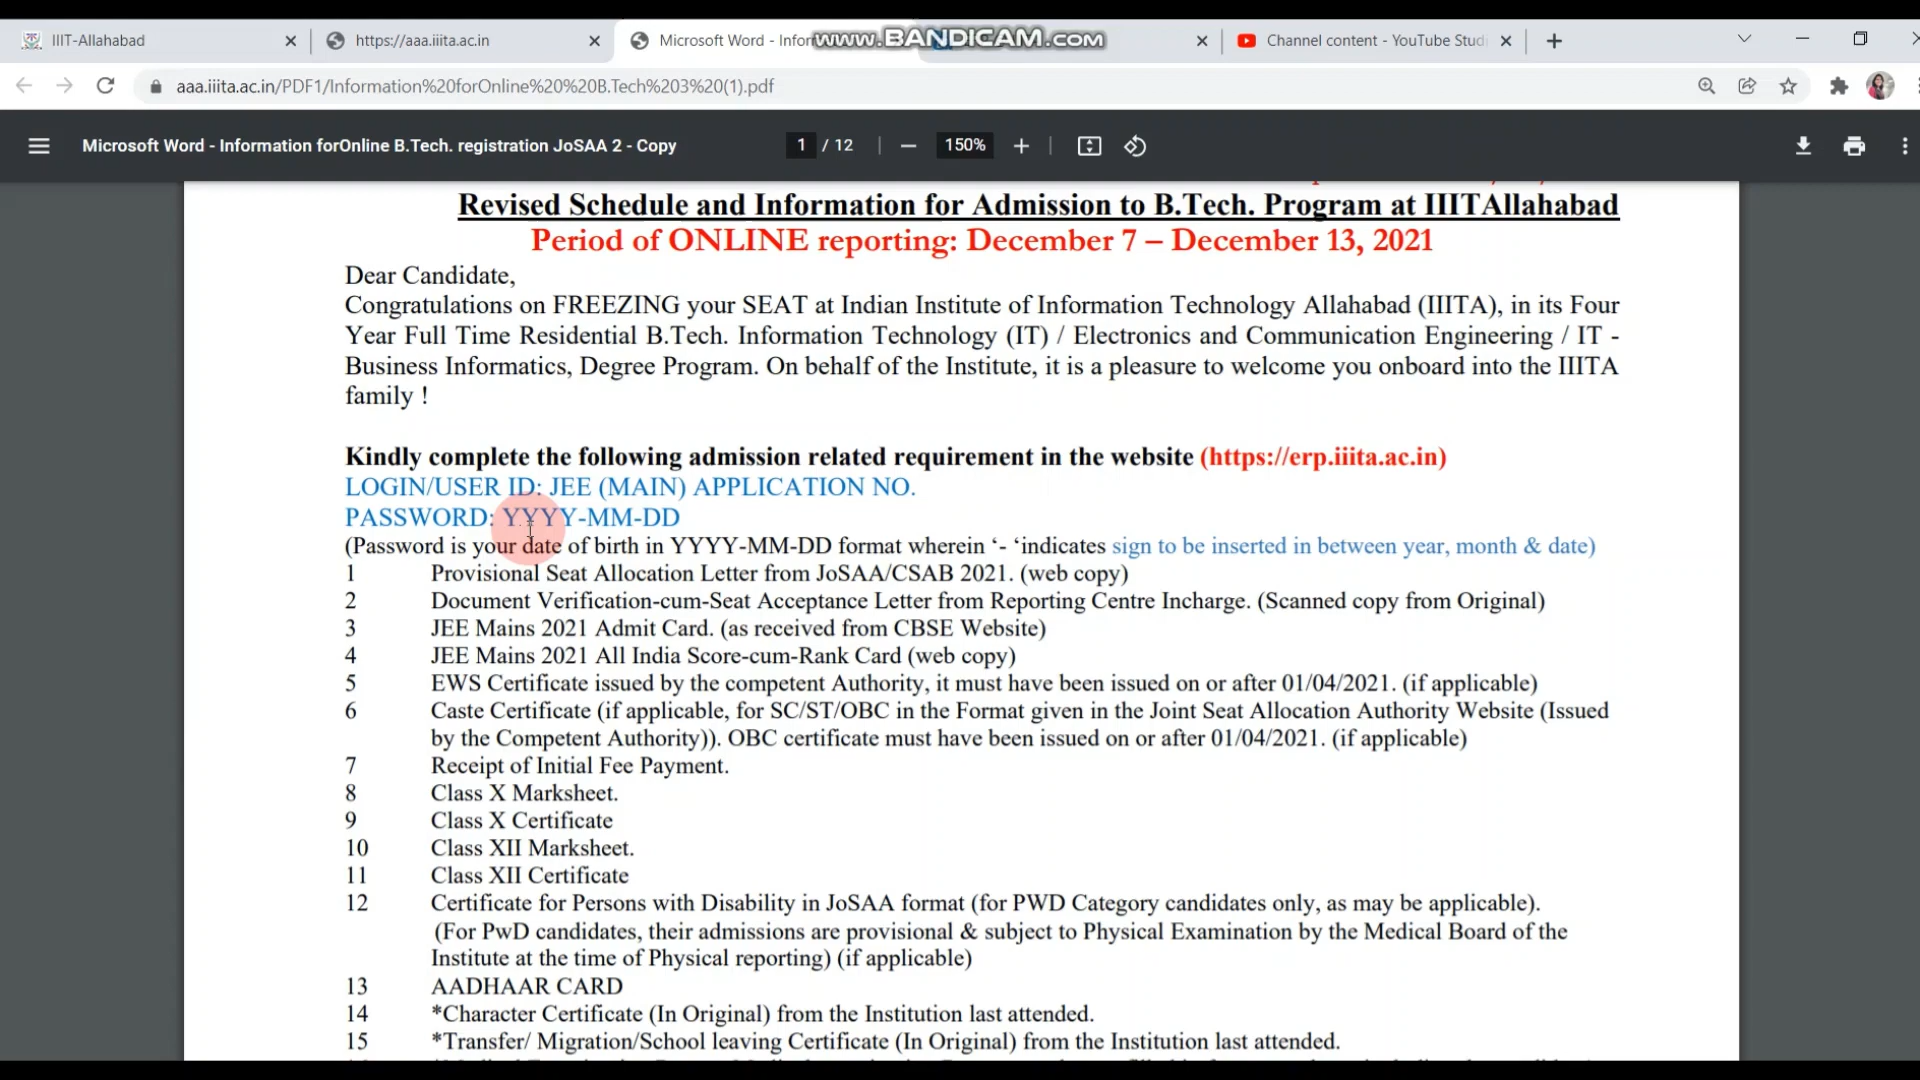 IIIT-Allahabad
https://aaa.iiita.ac.in
Microsoft Word - Infor
WWW.BANDICAM.COM
Channel content - YouTube Stud
aaa.iiita.ac.in/PDF1/Information%20forOnline%20%20B.Tech%203%20(1).pdf
Microsoft Word - Information forOnline B.Tech. registration JoSAA 2 - Copy
1 / 12
150%
Revised Schedule and Information for Admission to B.Tech. Program at IIITAllahabad
Period of ONLINE reporting: December 7 – December 13, 2021
Dear Candidate,
Congratulations on FREEZING your SEAT at Indian Institute of Information Technology Allahabad (IIITA), in its Four
Year Full Time Residential B.Tech. Information Technology (IT) / Electronics and Communication Engineering / IT -
Business Informatics, Degree Program. On behalf of the Institute, it is a pleasure to welcome you onboard into the IIITA
family !
Kindly complete the following admission related requirement in the website (https://erp.iiita.ac.in)
LOGIN/USER ID: JEE (MAIN) APPLICATION NO.
PASSWORD: YYYY-MM-DD
(Password is your date of birth in YYYY-MM-DD format wherein ‘- ‘indicates sign to be inserted in between year, month & date)
1 Provisional Seat Allocation Letter from JoSAA/CSAB 2021. (web copy)
2 Document Verification-cum-Seat Acceptance Letter from Reporting Centre Incharge. (Scanned copy from Original)
3 JEE Mains 2021 Admit Card. (as received from CBSE Website)
4 JEE Mains 2021 All India Score-cum-Rank Card (web copy)
5 EWS Certificate issued by the competent Authority, it must have been issued on or after 01/04/2021. (if applicable)
6 Caste Certificate (if applicable, for SC/ST/OBC in the Format given in the Joint Seat Allocation Authority Website (Issued
by the Competent Authority)). OBC certificate must have been issued on or after 01/04/2021. (if applicable)
7 Receipt of Initial Fee Payment.
8 Class X Marksheet.
9 Class X Certificate
10 Class XII Marksheet.
11 Class XII Certificate
12 Certificate for Persons with Disability in JoSAA format (for PWD Category candidates only, as may be applicable).
(For PwD candidates, their admissions are provisional & subject to Physical Examination by the Medical Board of the
Institute at the time of Physical reporting) (if applicable)
13 AADHAAR CARD
14 *Character Certificate (In Original) from the Institution last attended.
15 *Transfer/ Migration/School leaving Certificate (In Original) from the Institution last attended.